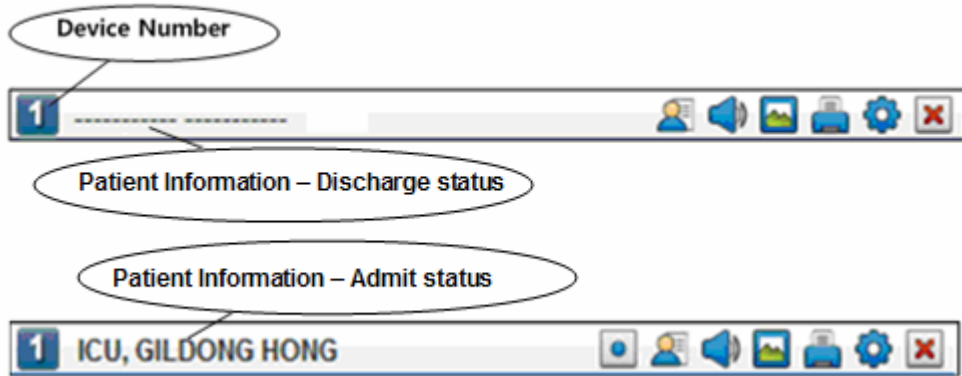 Device Number
1 ----------- -----------
Patient Information – Discharge status
Patient Information – Admit status
1 ICU, GILDONG HONG